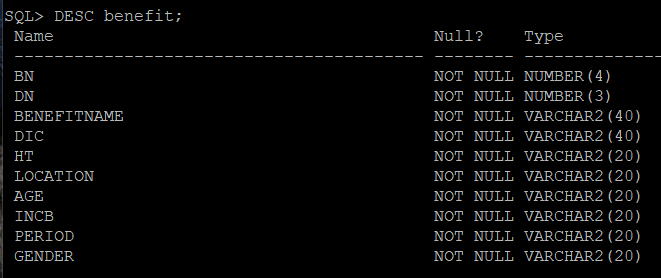 SQL> DESC benefit;
Name Null? Type
----------------------------------------- -------- --------------
BN NOT NULL NUMBER(4)
DN NOT NULL NUMBER(3)
BENEFITNAME NOT NULL VARCHAR2(40)
DIC NOT NULL VARCHAR2(40)
HT NOT NULL VARCHAR2(20)
LOCATION NOT NULL VARCHAR2(20)
AGE NOT NULL VARCHAR2(20)
INCB NOT NULL VARCHAR2(20)
PERIOD NOT NULL VARCHAR2(20)
GENDER NOT NULL VARCHAR2(20)